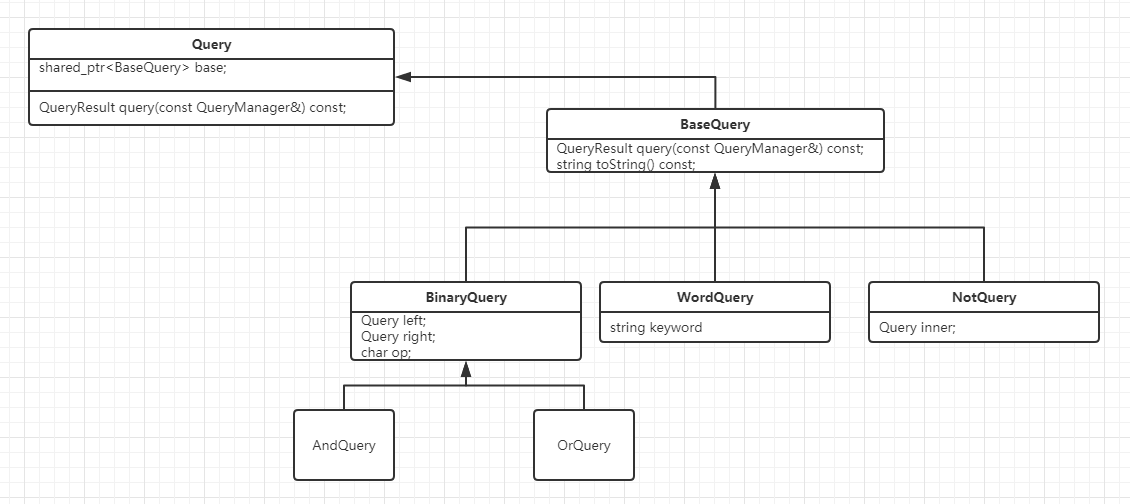 Query
shared_ptr<BaseQuery> base;
QueryResult query(const QueryManager&) const;
BaseQuery
QueryResult query(const QueryManager&) const;
string toString() const;
BinaryQuery
Query left;
Query right;
char op;
WordQuery
string keyword
NotQuery
Query inner;
AndQuery
OrQuery